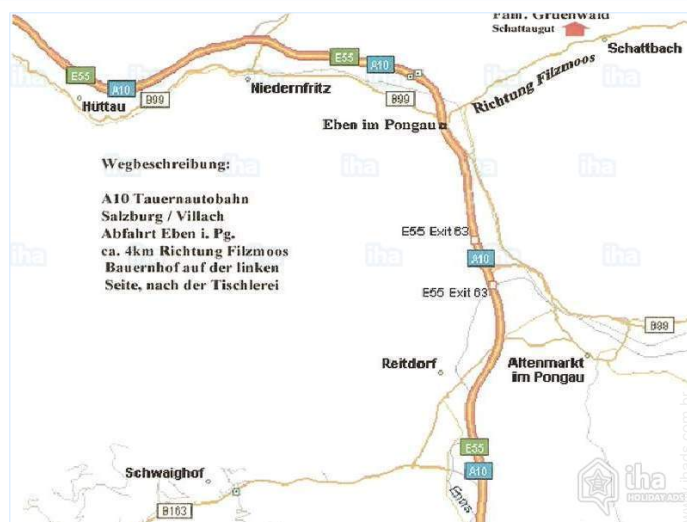 Fam. Gruenwald
Schattaugut
Schattbach
E55
A10
E55
A10
Hüttau
B99
Niedernfritz
B99
Richtung Filzmoos
Eben im Pongau
Wegbeschreibung:
A10 Tauernautobahn
Salzburg / Villach
Abfahrt Eben i. Pg.
ca. 4km Richtung Filzmoos
Bauernhof auf der linken
Seite, nach der Tischlerei
E55 Exit 63
A10
E55 Exit 63
B99
Reitdorf
Altenmarkt
im Pongau
E55
A10
Schwaighof
B163
Enns
iha
HOLIDAY ADS